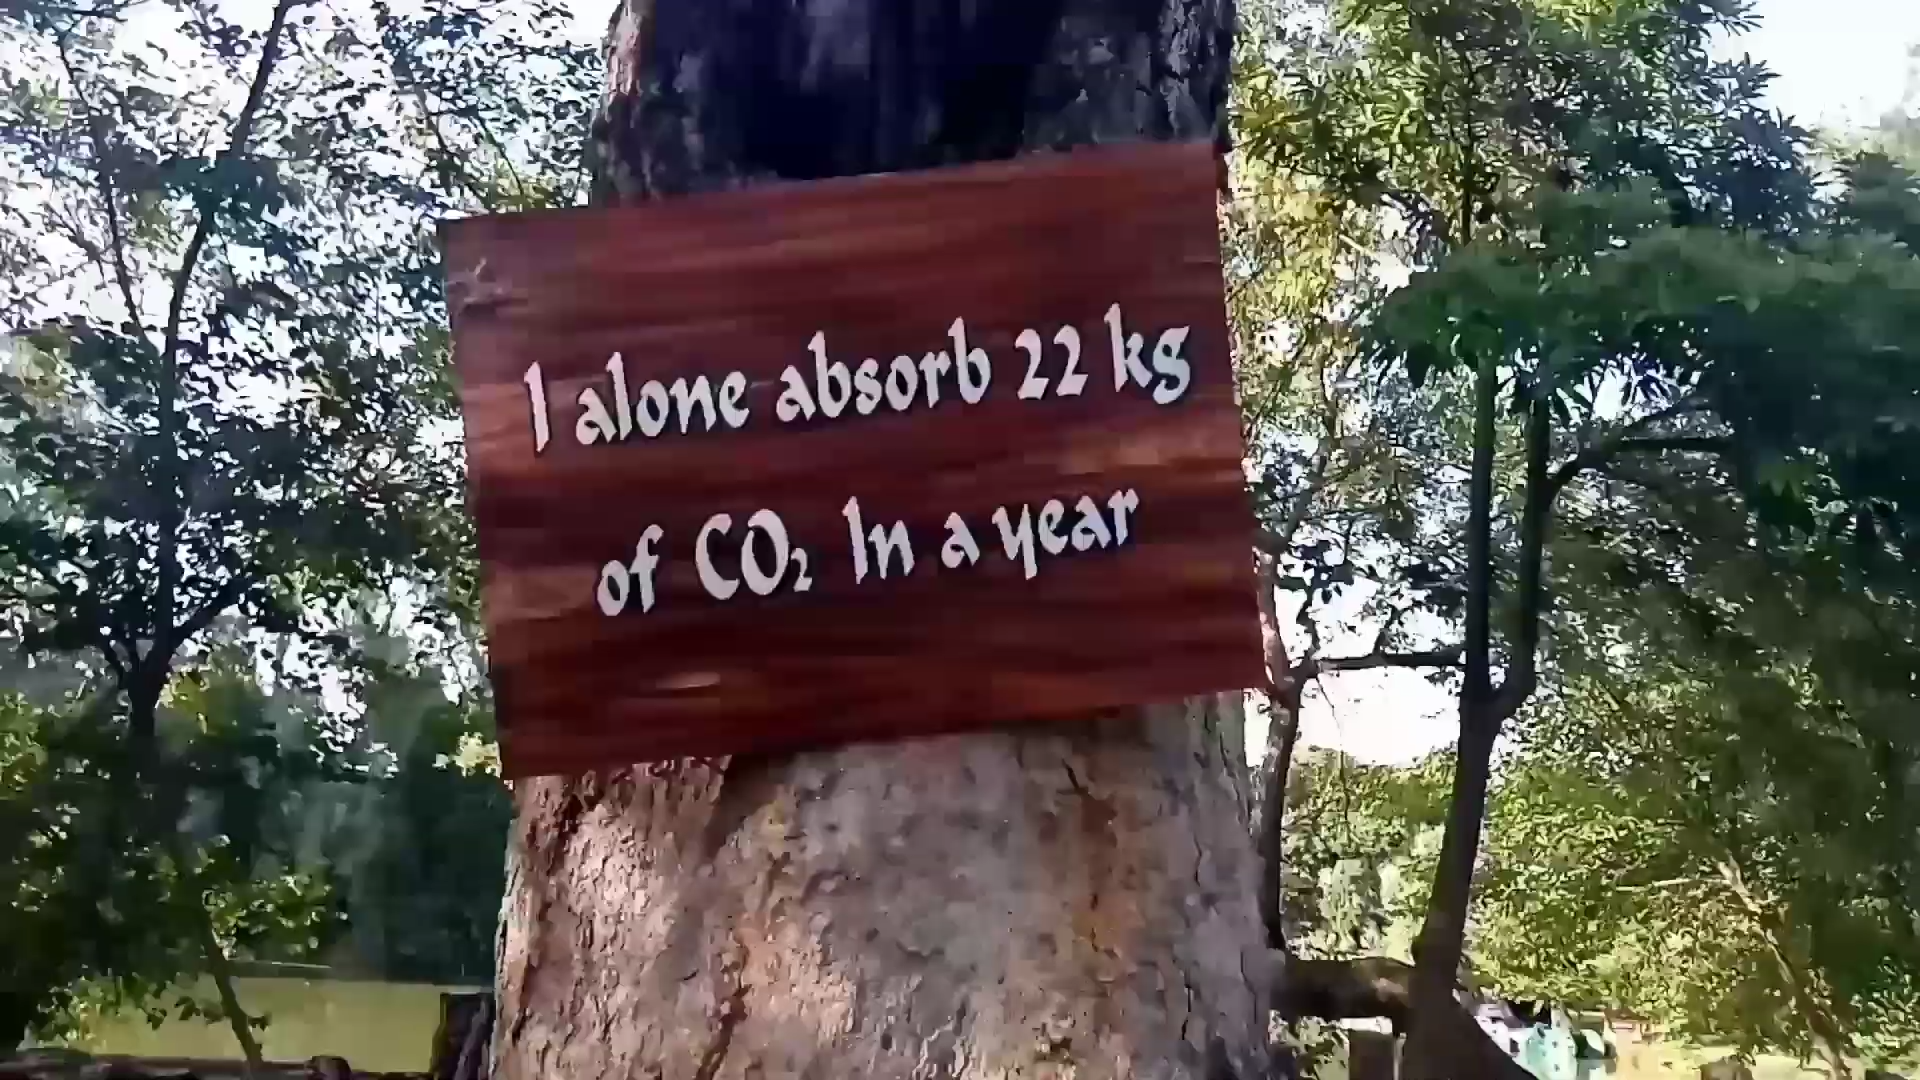 I alone absorb 22 kg
of CO₂ In a year